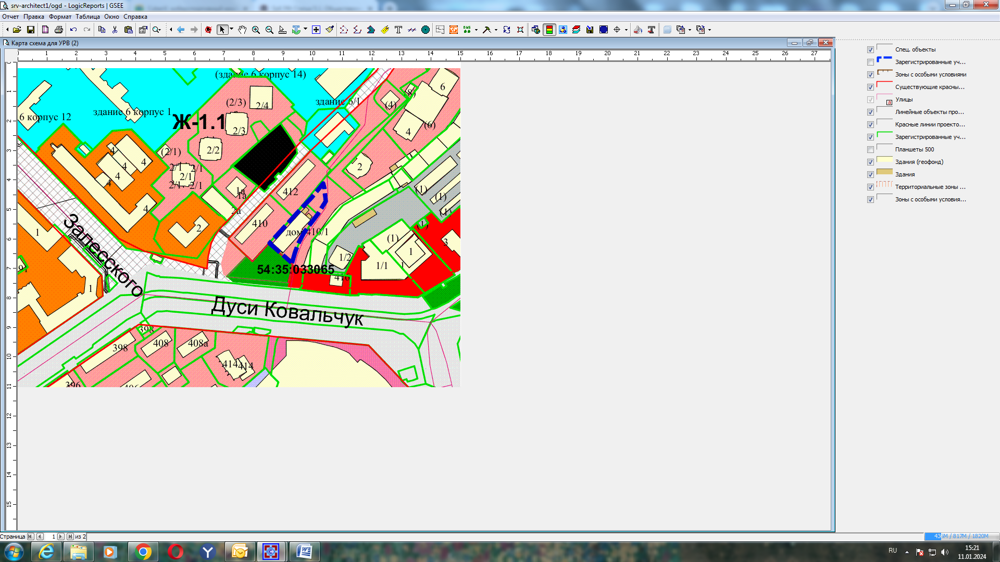 srv-architect1/ogd - LogicReports | GSEE
Отчет Правка Формат Таблица Окно Справка
Карта схема для УРВ (2)
0 1 2 3 4 5 6 7 8 9 10 11 12 13 14 15 16 17 18 19 20 21 22 23 24 25 26 27
1 2 3 4 5 6 7 8 9 10 11 12 13 14 15
(здание 6 корпус 14)
6
(8)
(2/3)
2/4
здание 6/1
(4)
6 корпус 12
здание 6 корпус 1
Ж-1.1
2/3
4
(6)
4
(2/1)
2/2
4
4
4
4
2/1
2/1
2/1
2/1
2/1
2
1а
1а
412
(1)
(1)
4
2а
(1)
Залесского
410
дом 410/1
(1)
1
2
(1)
3
1
1/2
1/1
1
54:35:033065
416
1
Дуси Ковальчук
398
398
408
408а
414
414
396
Спец. объекты
Зарегистрированные уч...
Зоны с особыми условиями
Существующие красны...
Улицы
Линейные объекты про...
Красные линии проекто...
Зарегистрированные уч...
Планшеты 500
Здания (геофонд)
Здания
Территориальные зоны ...
Зоны с особыми условия...
Страница 1 из 2
435M / 817M / 1820M
RU
15:21
11.01.2024